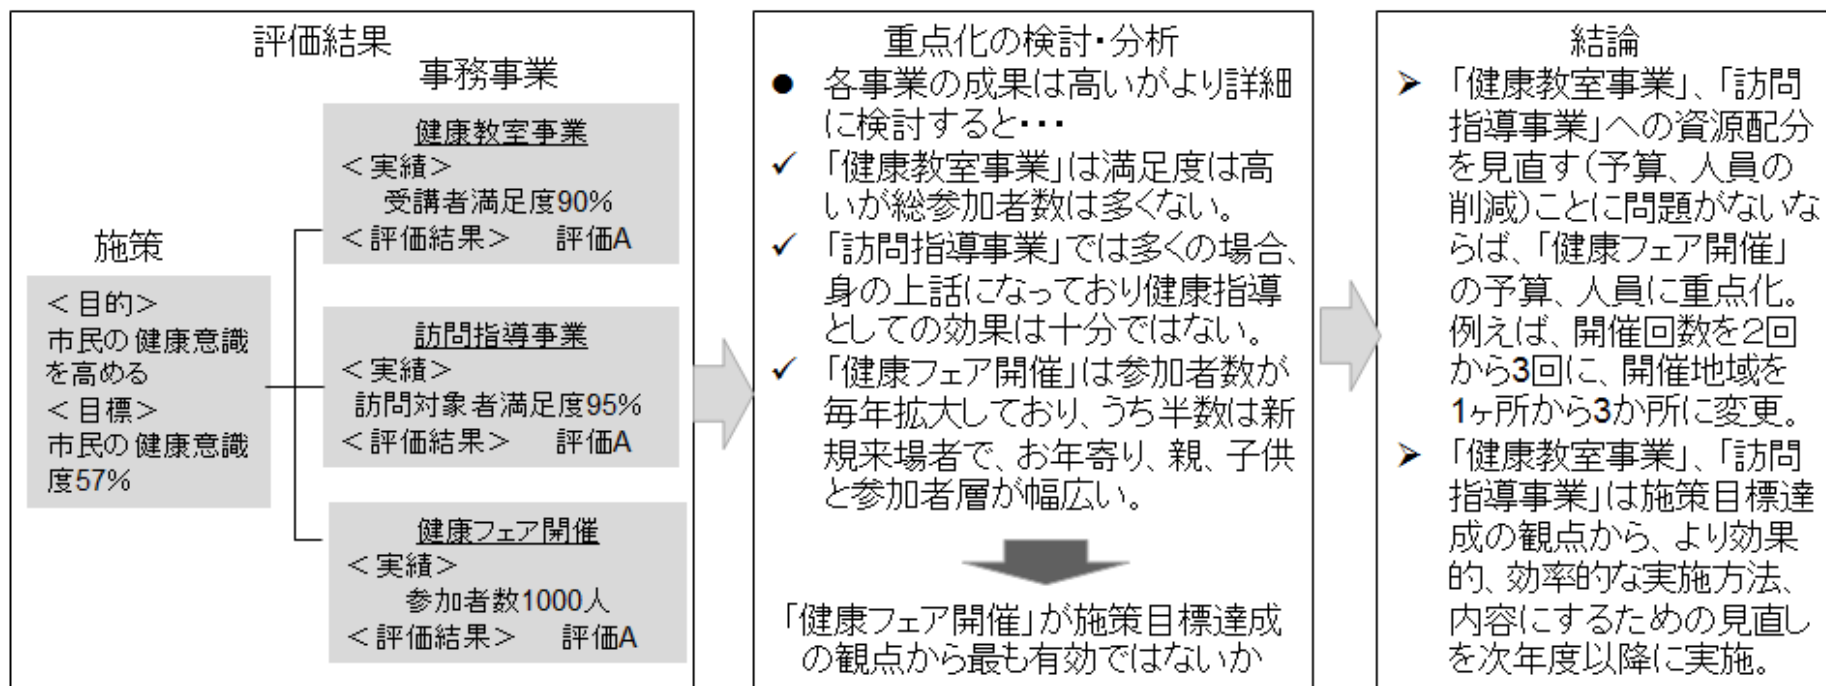 評価結果
事務事業
健康教室事業
＜実績＞
受講者満足度90%
＜評価結果＞　評価A
施策
＜目的＞
市民の健康意識
を高める
＜目標＞
市民の健康意識
度57%
訪問指導事業
＜実績＞
訪問対象者満足度95%
＜評価結果＞　評価A
健康フェア開催
＜実績＞
参加者数1000人
＜評価結果＞　評価A
重点化の検討・分析
● 各事業の成果は高いがより詳細
に検討すると・・・
✓ 「健康教室事業」は満足度は高
いが総参加者数は多くない。
✓ 「訪問指導事業」では多くの場合、
身の上話になっており健康指導
としての効果は十分ではない。
✓ 「健康フェア開催」は参加者数が
毎年拡大しており、うち半数は新
規来場者で、お年寄り、親、子供
と参加者層が幅広い。
「健康フェア開催」が施策目標達成
の観点から最も有効ではないか
結論
➢ 「健康教室事業」、「訪問
指導事業」への資源配分
を見直す（予算、人員の
削減）ことに問題がないな
らば、「健康フェア開催」
の予算、人員に重点化。
例えば、開催回数を２回
から3回に、開催地域を
1ヶ所から3か所に変更。
➢ 「健康教室事業」、「訪問
指導事業」は施策目標達
成の観点から、より効果
的、効率的な実施方法、
内容にするための見直し
を次年度以降に実施。